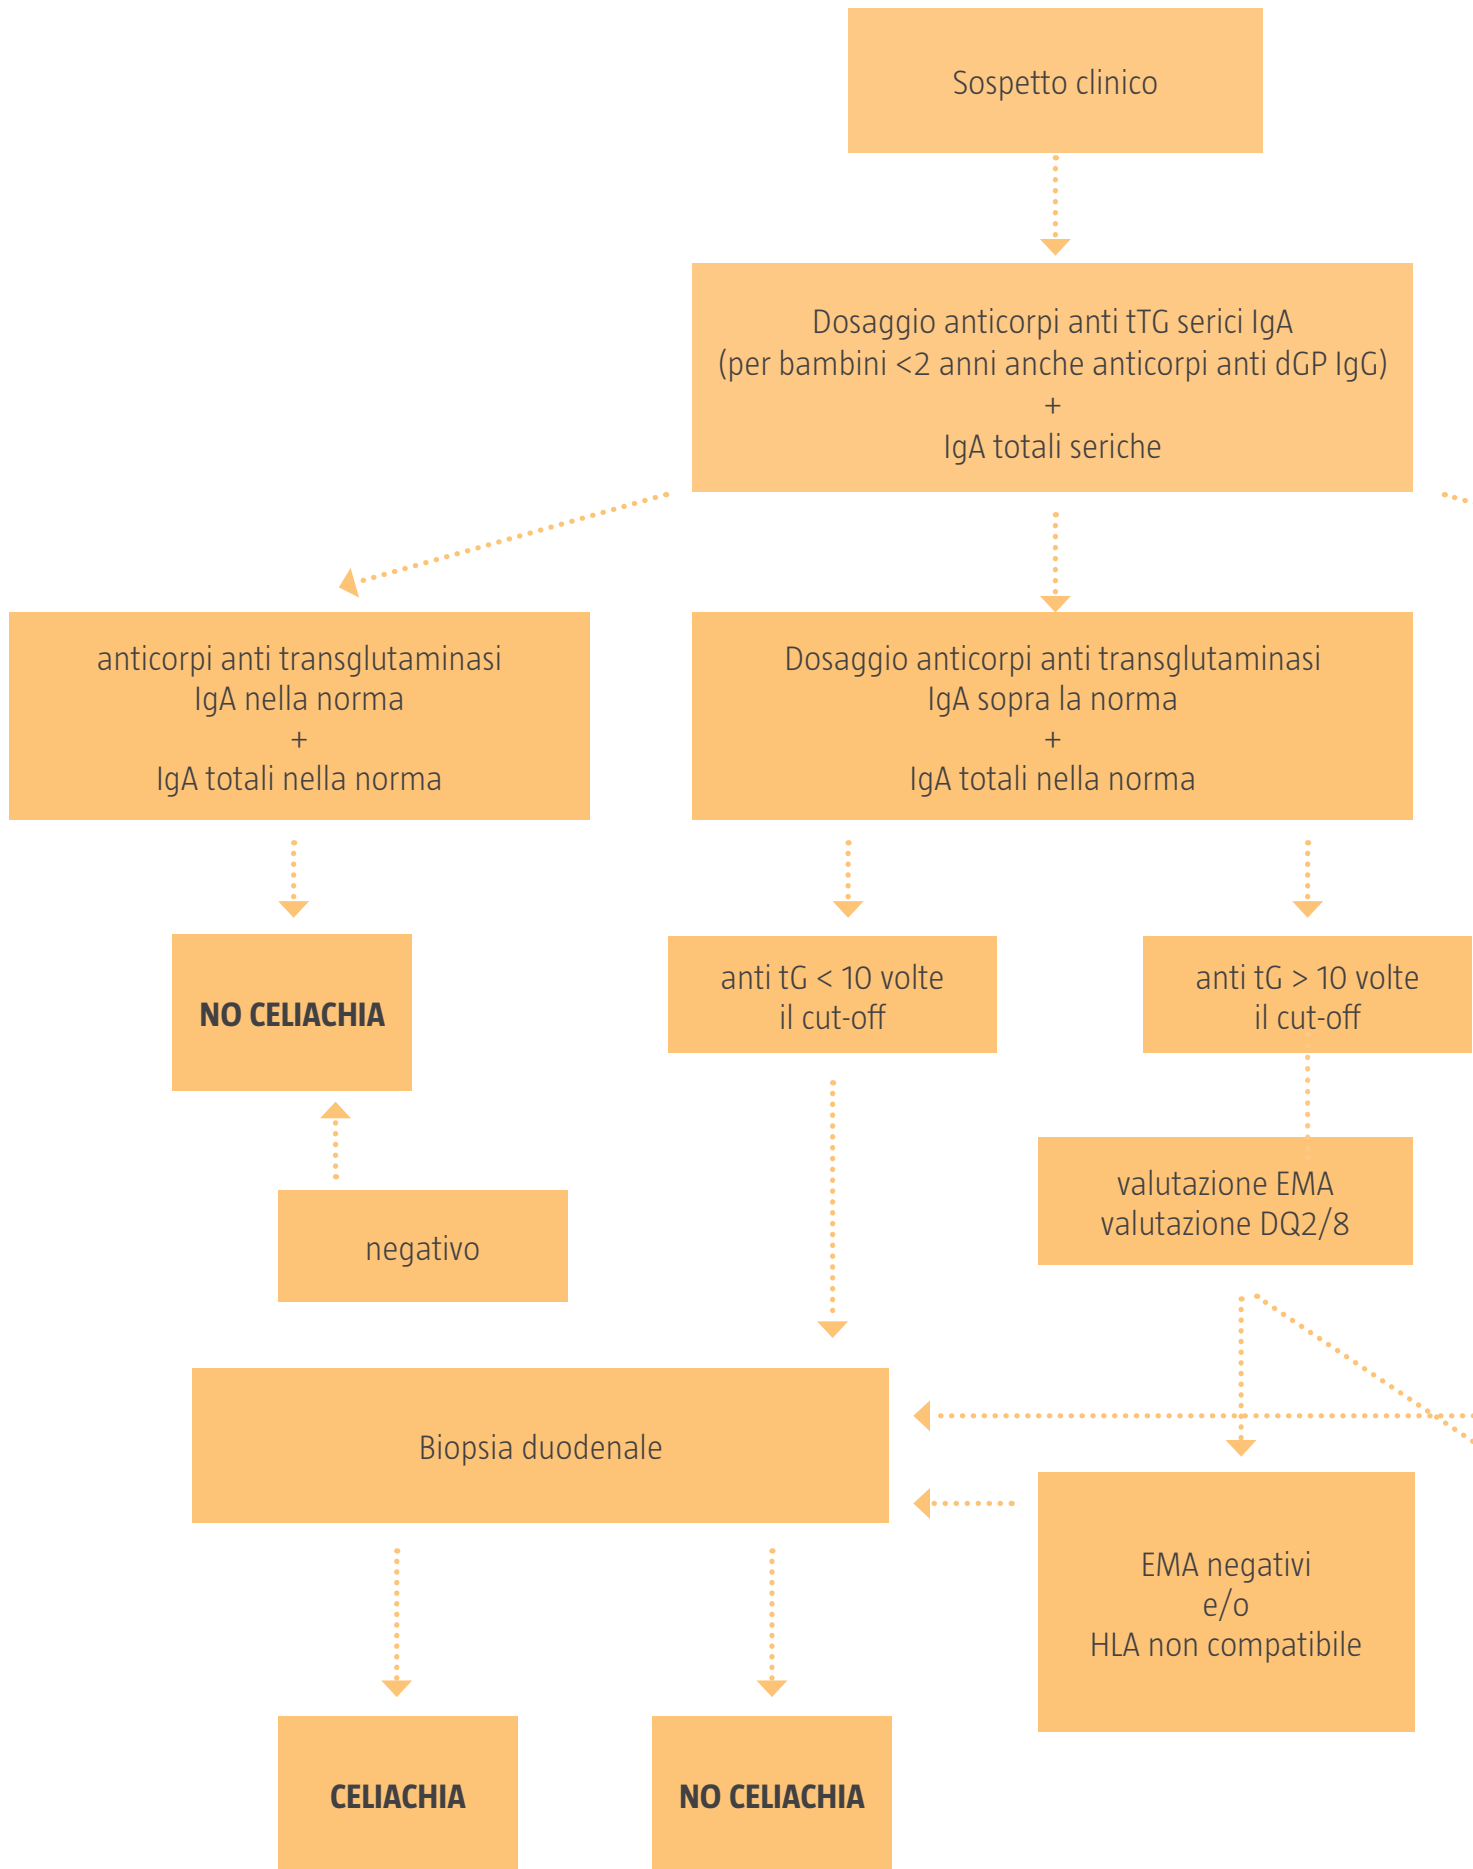 Sospetto clinico
Dosaggio anticorpi anti tTG serici IgA
(per bambini <2 anni anche anticorpi anti dGP IgG)
+
IgA totali seriche
anticorpi anti transglutaminasi
IgA nella norma
+
IgA totali nella norma
Dosaggio anticorpi anti transglutaminasi
IgA sopra la norma
+
IgA totali nella norma
NO CELIACHIA
anti tG < 10 volte
il cut-off
anti tG > 10 volte
il cut-off
valutazione EMA
valutazione DQ2/8
negativo
Biopsia duodenale
EMA negativi
e/o
HLA non compatibile
CELIACHIA
NO CELIACHIA